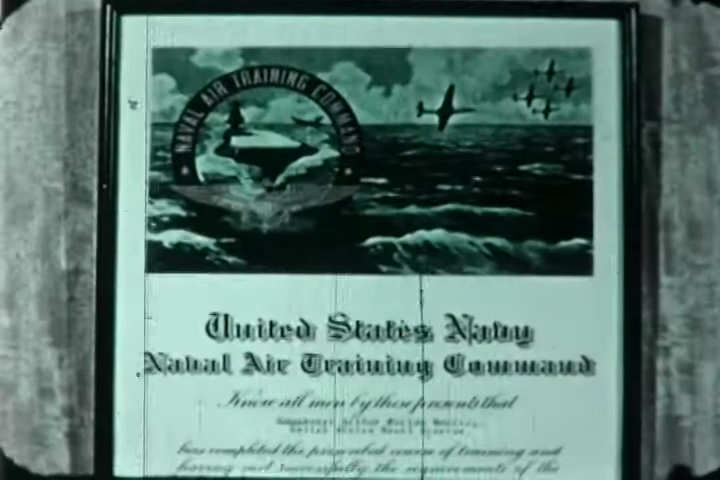 NAVAL AIR TRAINING COMMAND
United States Navy
Naval Air Training Command
Know all men by these presents that
has completed the prescribed course of training and
having met successfully the requirements of the